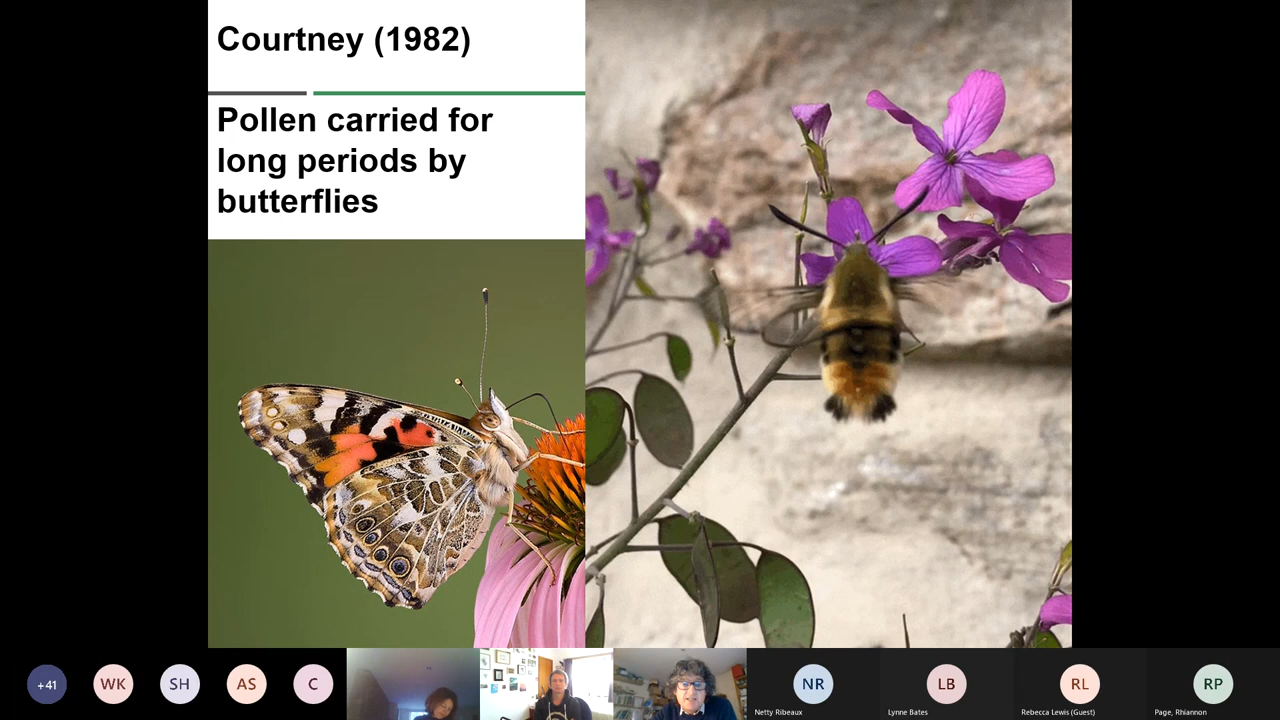 Courtney (1982)
Pollen carried for
long periods by
butterflies
+41
WK
SH
AS
C
NR
LB
RL
RP
Netty Ribeaux
Lynne Bates
Rebecca Lewis (Guest)
Page, Rhiannon